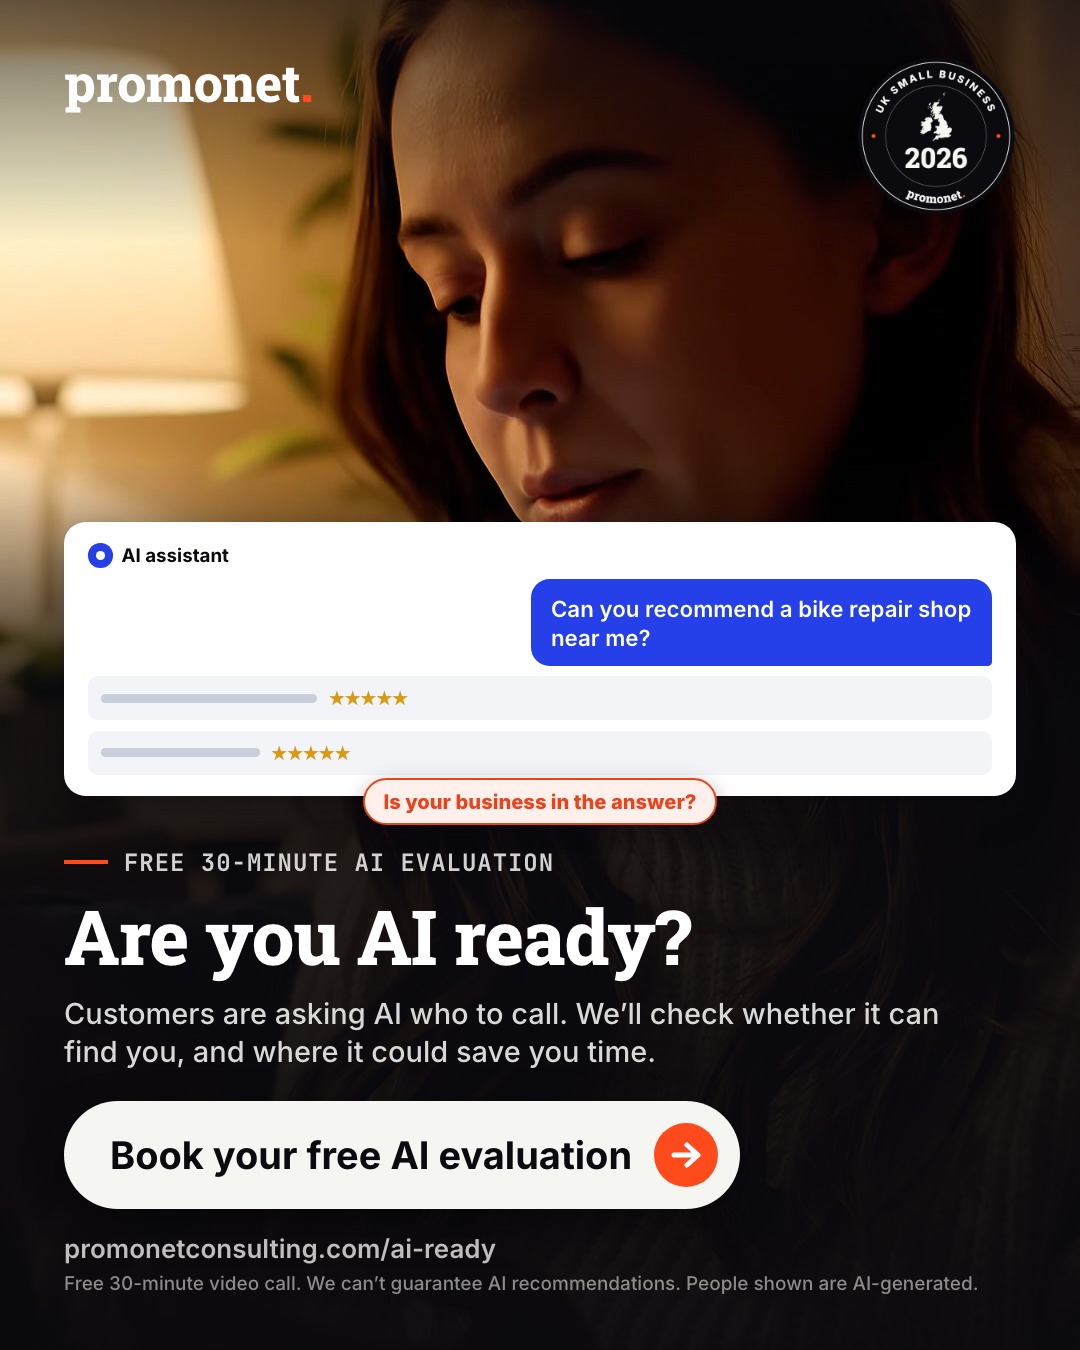 promonet.
UK SMALL BUSINESS
2026
promonet.
AI assistant
Can you recommend a bike repair shop
near me?
★★★★★
★★★★★
Is your business in the answer?
FREE 30-MINUTE AI EVALUATION
Are you AI ready?
Customers are asking AI who to call. We’ll check whether it can
find you, and where it could save you time.
Book your free AI evaluation
promonetconsulting.com/ai-ready
Free 30-minute video call. We can’t guarantee AI recommendations. People shown are AI-generated.